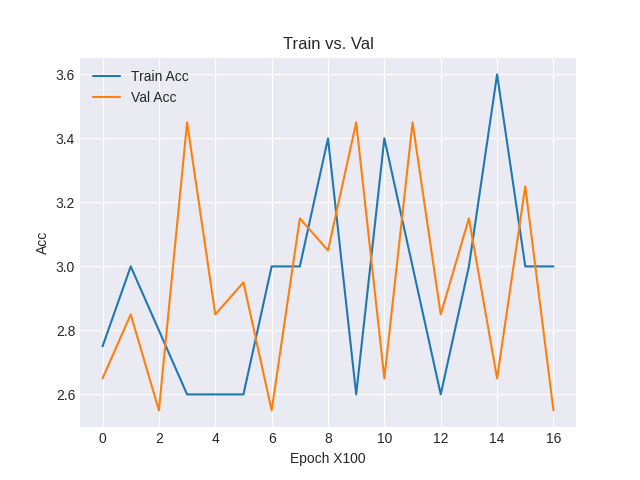 Train vs. Val
Train Acc
Val Acc
3.6
3.4
3.2
3.0
2.8
2.6
Acc
0 2 4 6 8 10 12 14 16
Epoch X100